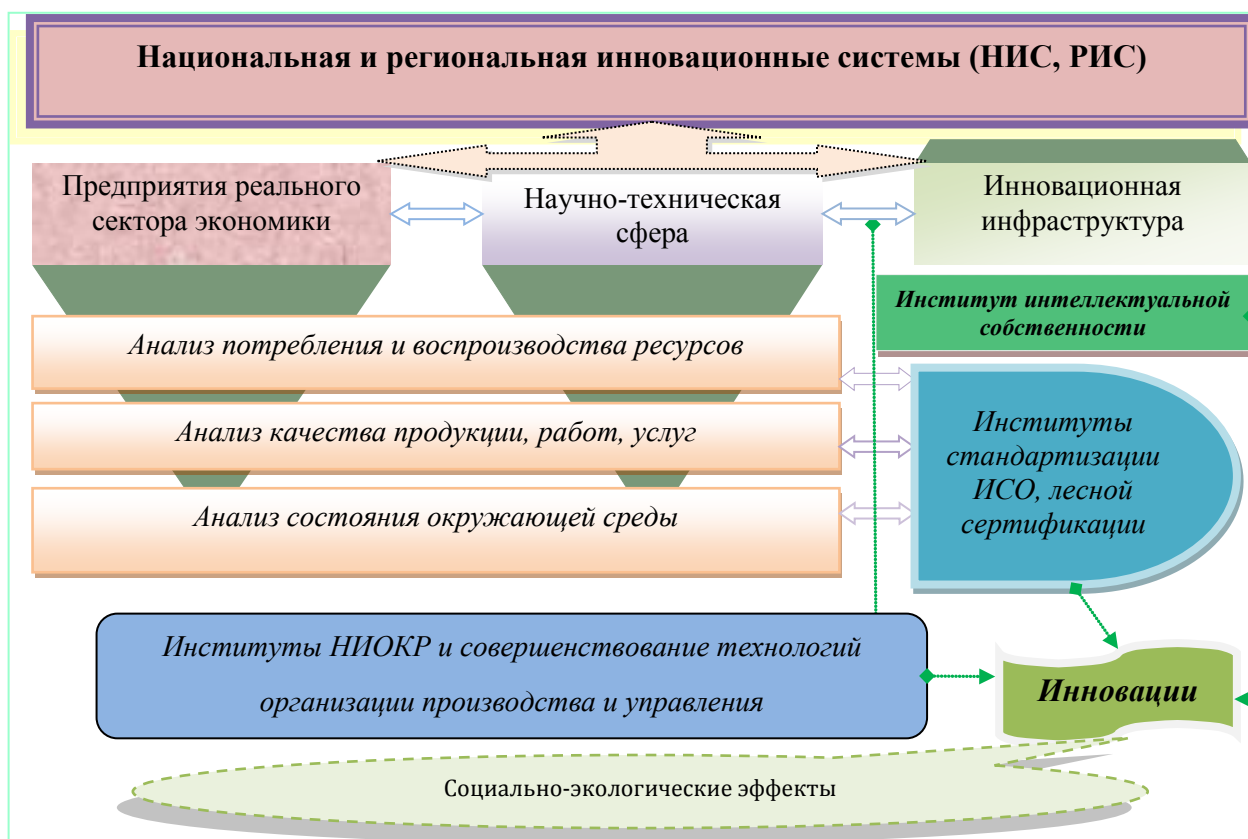 Национальная и региональная инновационные системы (НИС, РИС)
Предприятия реального
сектора экономики
Научно-техническая
сфера
Инновационная
инфраструктура
Институт интеллектуальной
собственности
Анализ потребления и воспроизводства ресурсов
Анализ качества продукции, работ, услуг
Анализ состояния окружающей среды
Институты
стандартизации
ИСО, лесной
сертификации
Институты НИОКР и совершенствование технологий
организации производства и управления
Инновации
Социально-экологические эффекты